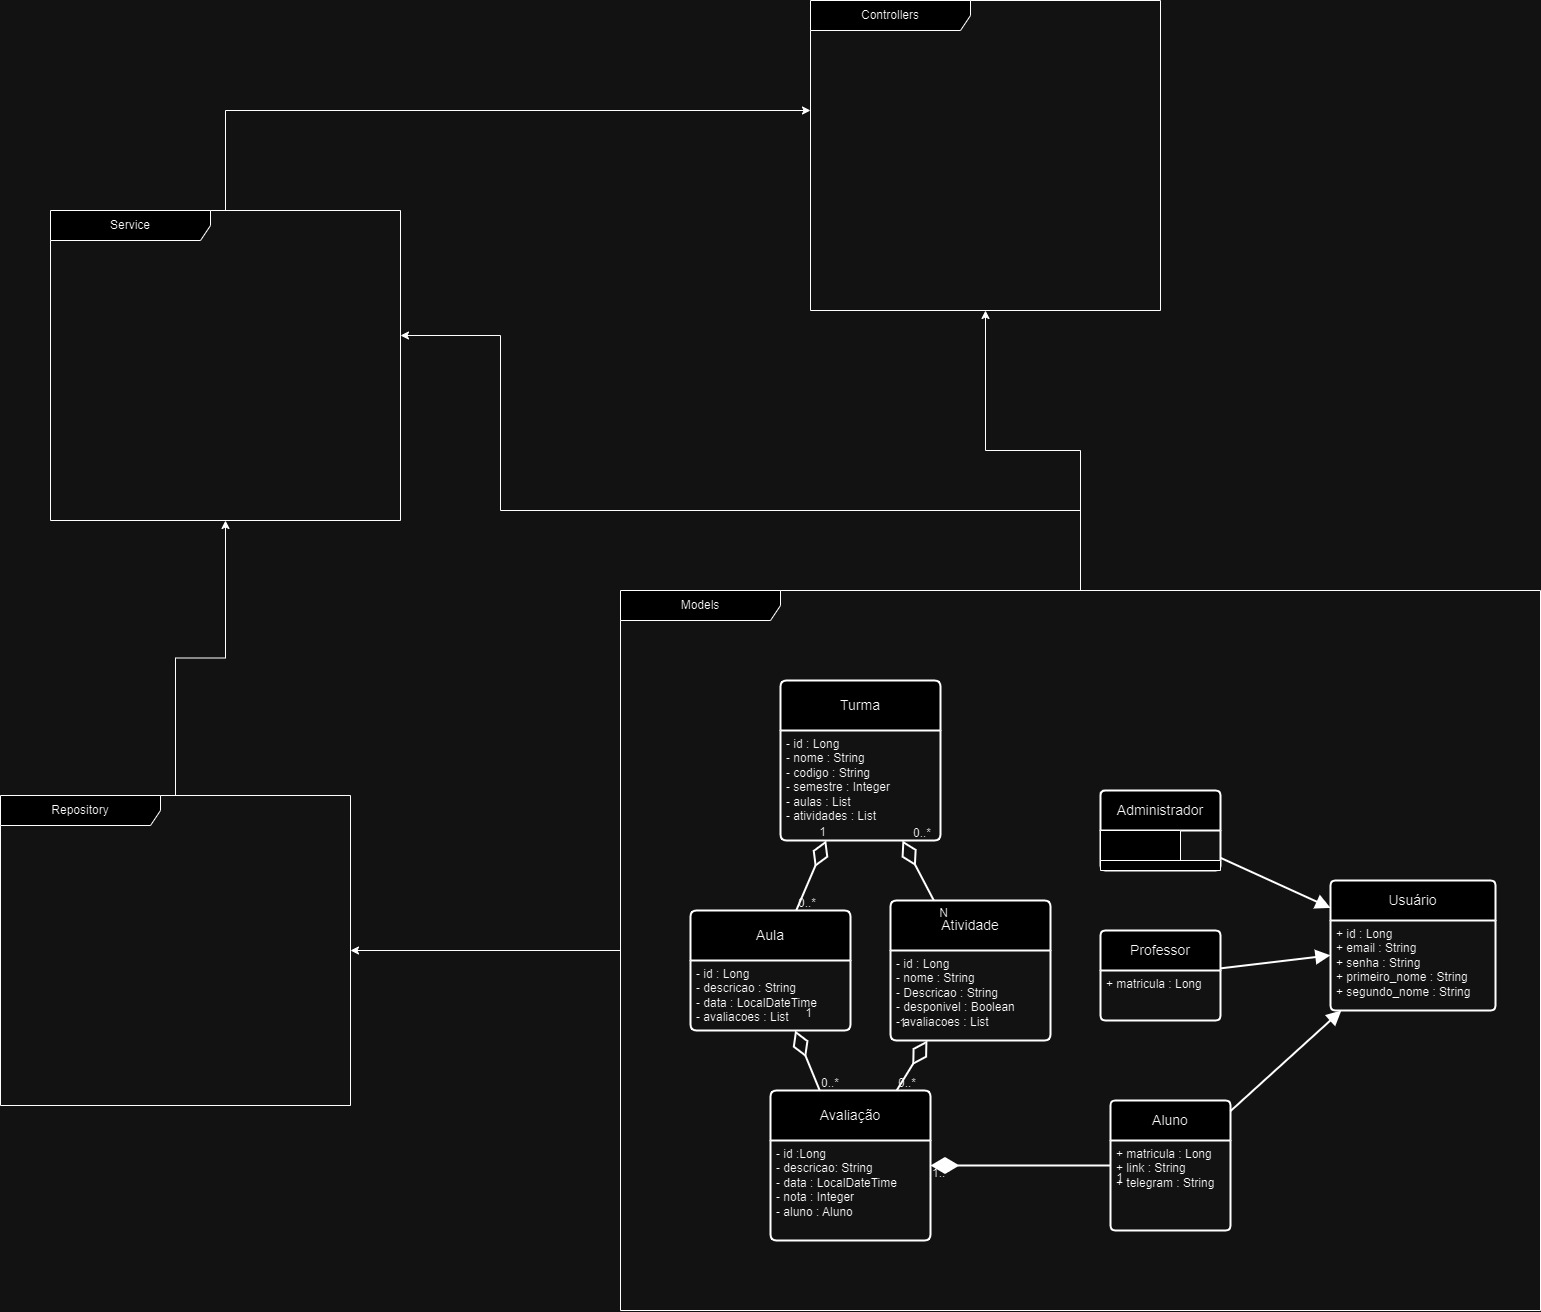 Controllers
Service
Models
Turma
- id : Long
- nome : String
- codigo : String
- semestre : Integer
- aulas : List
- atividades : List
1
0..*
Repository
Administrador
0..*
N
Usuário
Aula
Atividade
+ id : Long
+ email : String
+ senha : String
+ primeiro_nome : String
+ segundo_nome : String
Professor
+ matricula : Long
- id : Long
- descricao : String
- data : LocalDateTime
- avaliacoes : List
1
- id : Long
- nome : String
- Descricao : String
- desponivel : Boolean
- avaliacoes : List
1
0..*
0..*
Avaliação
Aluno
- id :Long
- descricao: String
- data : LocalDateTime
- nota : Integer
- aluno : Aluno
1..
+ matricula : Long
+ link : String
+ telegram : String
1